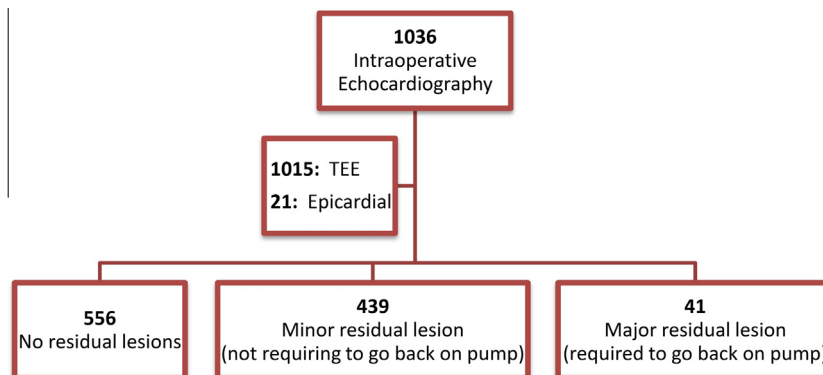 1036
Intraoperative
Echocardiography
1015: TEE
21: Epicardial
556
No residual lesions
439
Minor residual lesion
(not requiring to go back on pump)
41
Major residual lesion
(required to go back on pump)